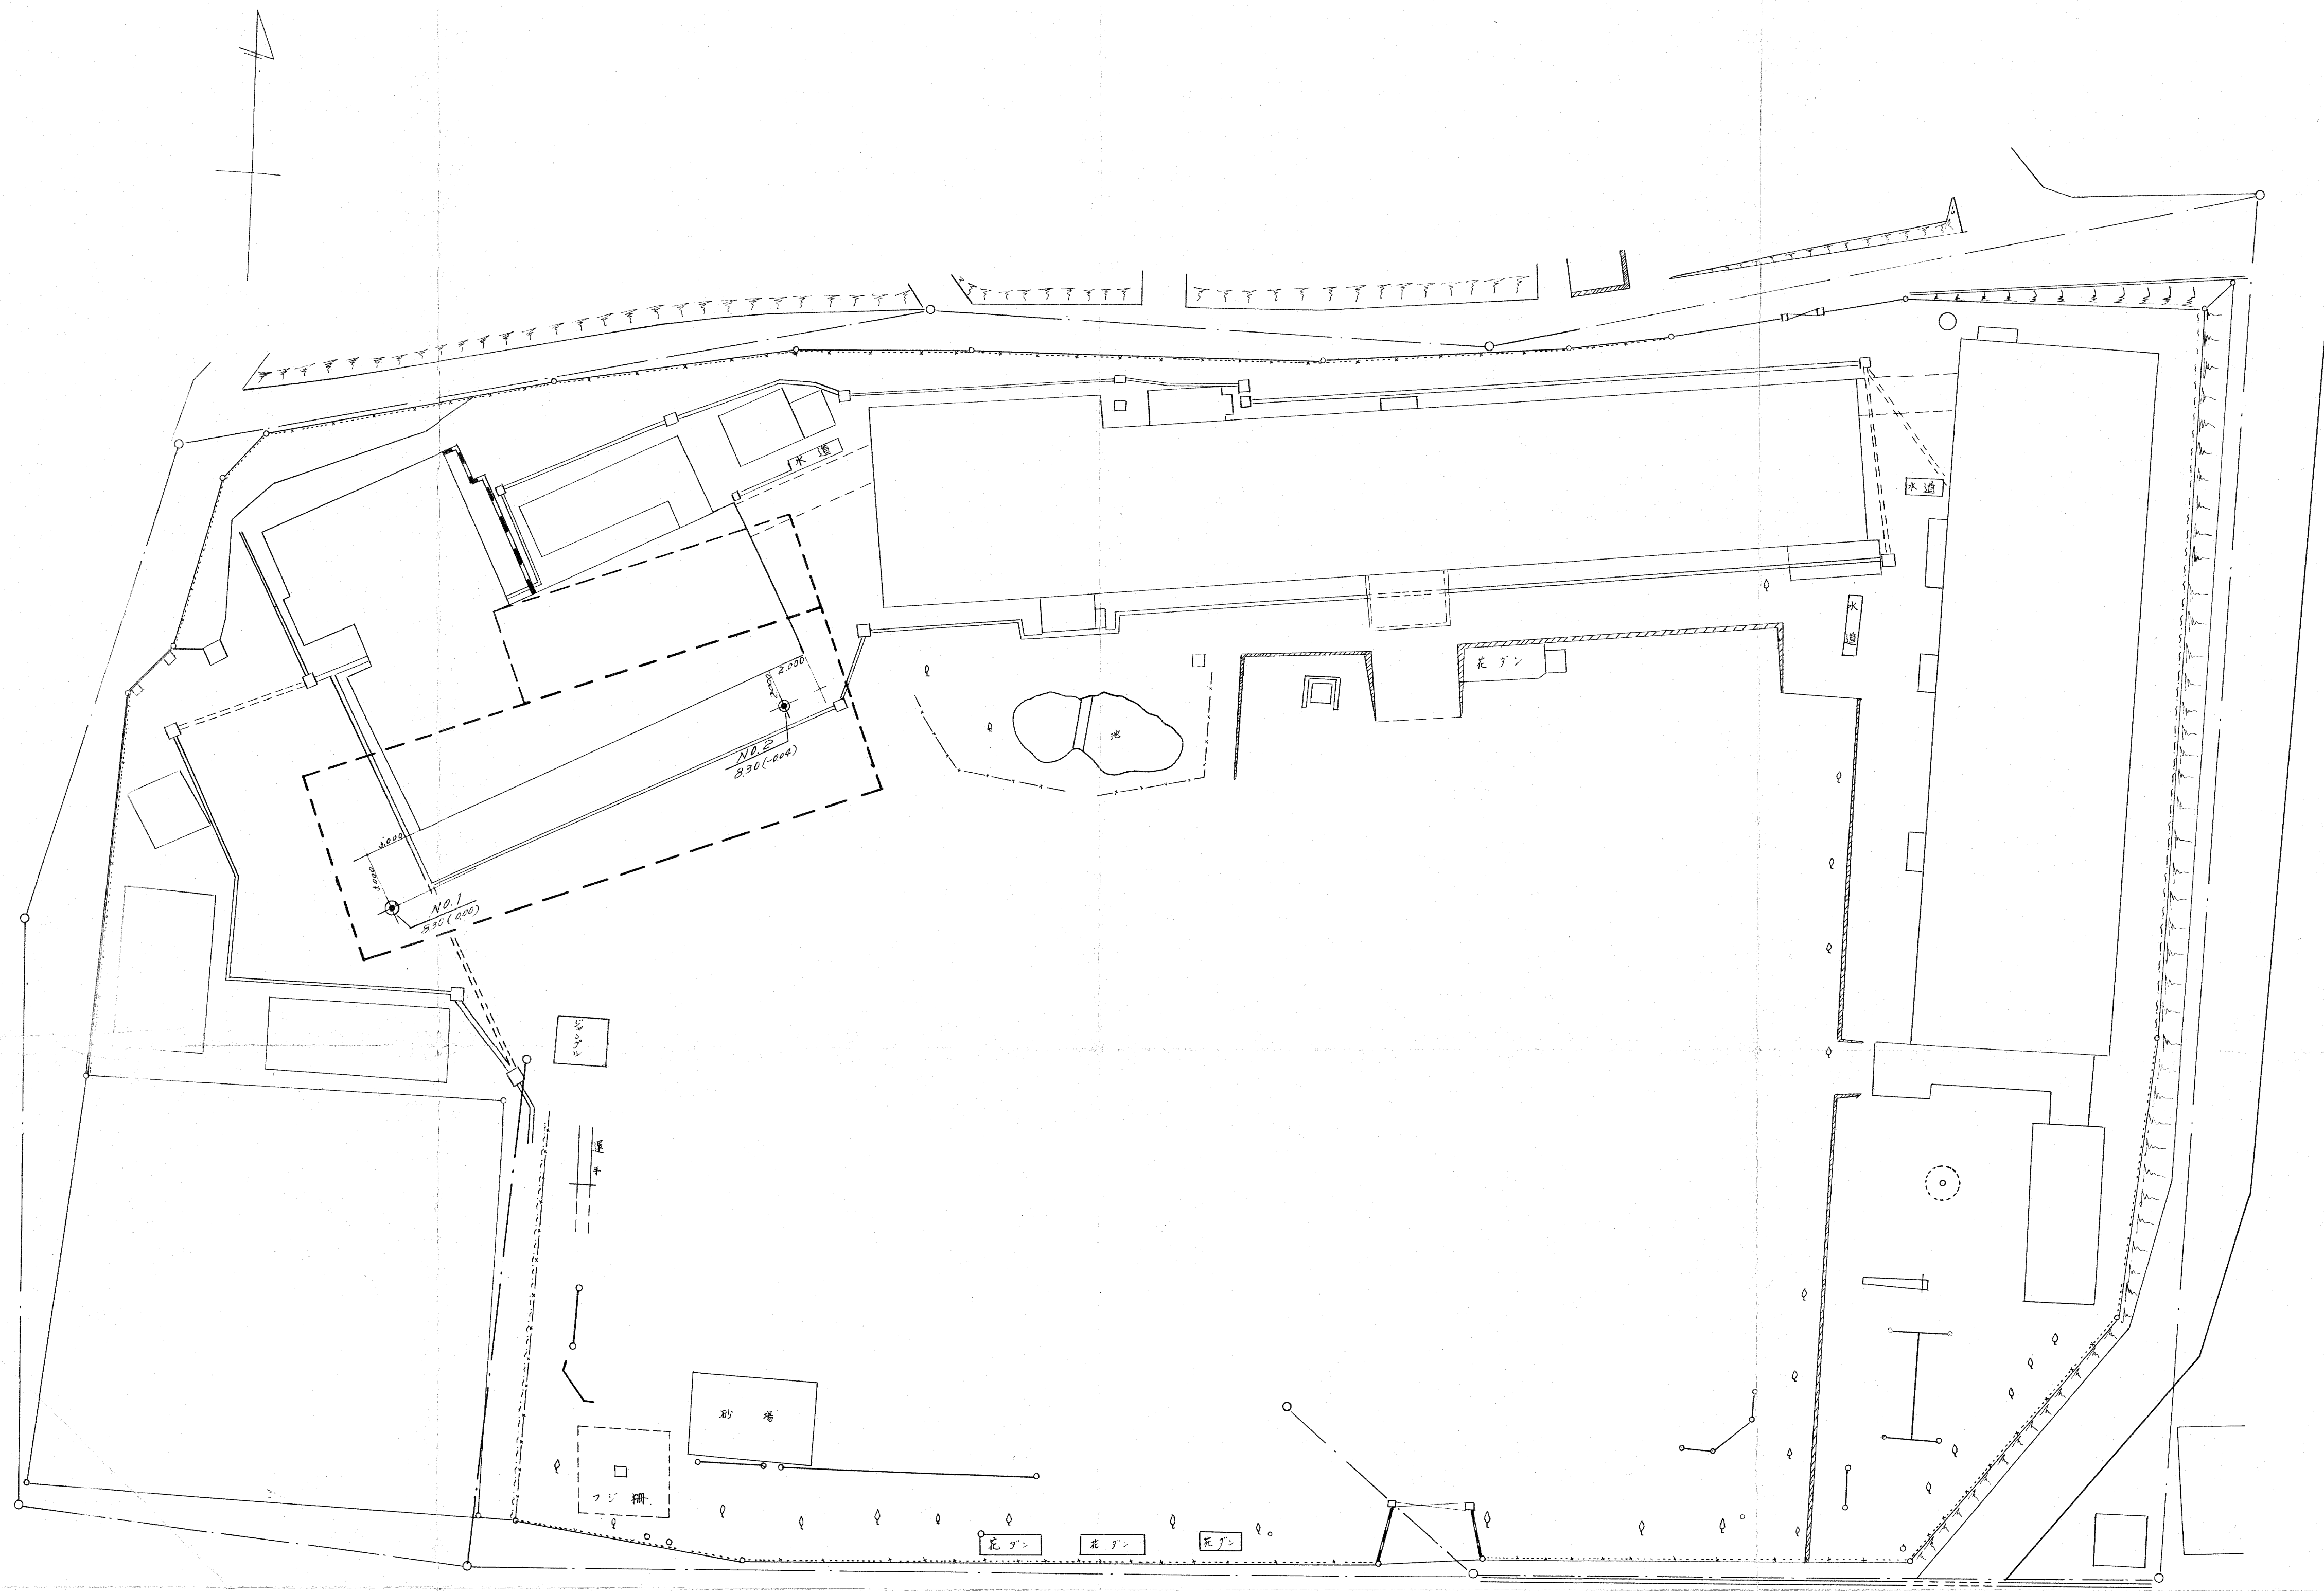 水道
水道
水道
花ダン
2.000
2.000
池
NO.2
8.30(-0.04)
3.000
NO.1
8.30(0.00)
ジャングル
砂場
フジ棚
花ダン
花ダン
花ダン